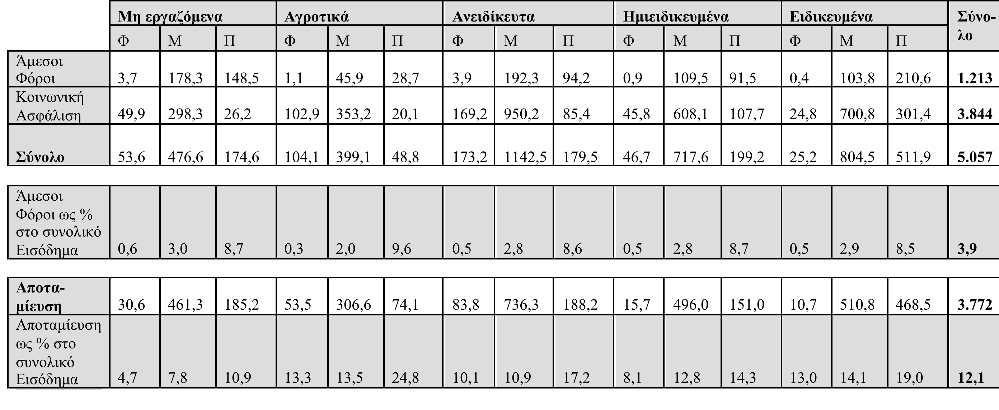 Μη εργαζόμενα Αγροτικά Ανειδίκευτα Ημιειδικευμένα Ειδικευμένα Σύνο-
λο
Φ Μ Π Φ Μ Π Φ Μ Π Φ Μ Π Φ Μ Π
Άμεσοι
Φόροι 3,7 178,3 148,5 1,1 45,9 28,7 3,9 192,3 94,2 0,9 109,5 91,5 0,4 103,8 210,6 1.213
Κοινωνική
Ασφάλιση 49,9 298,3 26,2 102,9 353,2 20,1 169,2 950,2 85,4 45,8 608,1 107,7 24,8 700,8 301,4 3.844
Σύνολο 53,6 476,6 174,6 104,1 399,1 48,8 173,2 1142,5 179,5 46,7 717,6 199,2 25,2 804,5 511,9 5.057
Άμεσοι
Φόροι ως %
στο συνολικό
Εισόδημα 0,6 3,0 8,7 0,3 2,0 9,6 0,5 2,8 8,6 0,5 2,8 8,7 0,5 2,9 8,5 3,9
Αποτα-
μίευση 30,6 461,3 185,2 53,5 306,6 74,1 83,8 736,3 188,2 15,7 496,0 151,0 10,7 510,8 468,5 3.772
Αποταμίευση
ως % στο
συνολικό
Εισόδημα 4,7 7,8 10,9 13,3 13,5 24,8 10,1 10,9 17,2 8,1 12,8 14,3 13,0 14,1 19,0 12,1